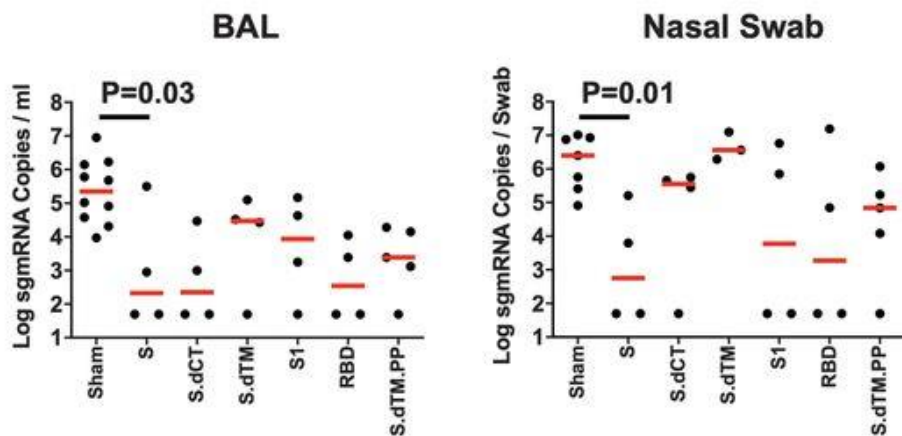 BAL
Log sgmRNA Copies / ml
P=0.03
8
7
6
5
4
3
2
1
Sham
S
S.dCT
S.dTM
S1
RBD
S.dTM.PP
Nasal Swab
Log sgmRNA Copies / Swab
P=0.01
8
7
6
5
4
3
2
1
Sham
S
S.dCT
S.dTM
S1
RBD
S.dTM.PP